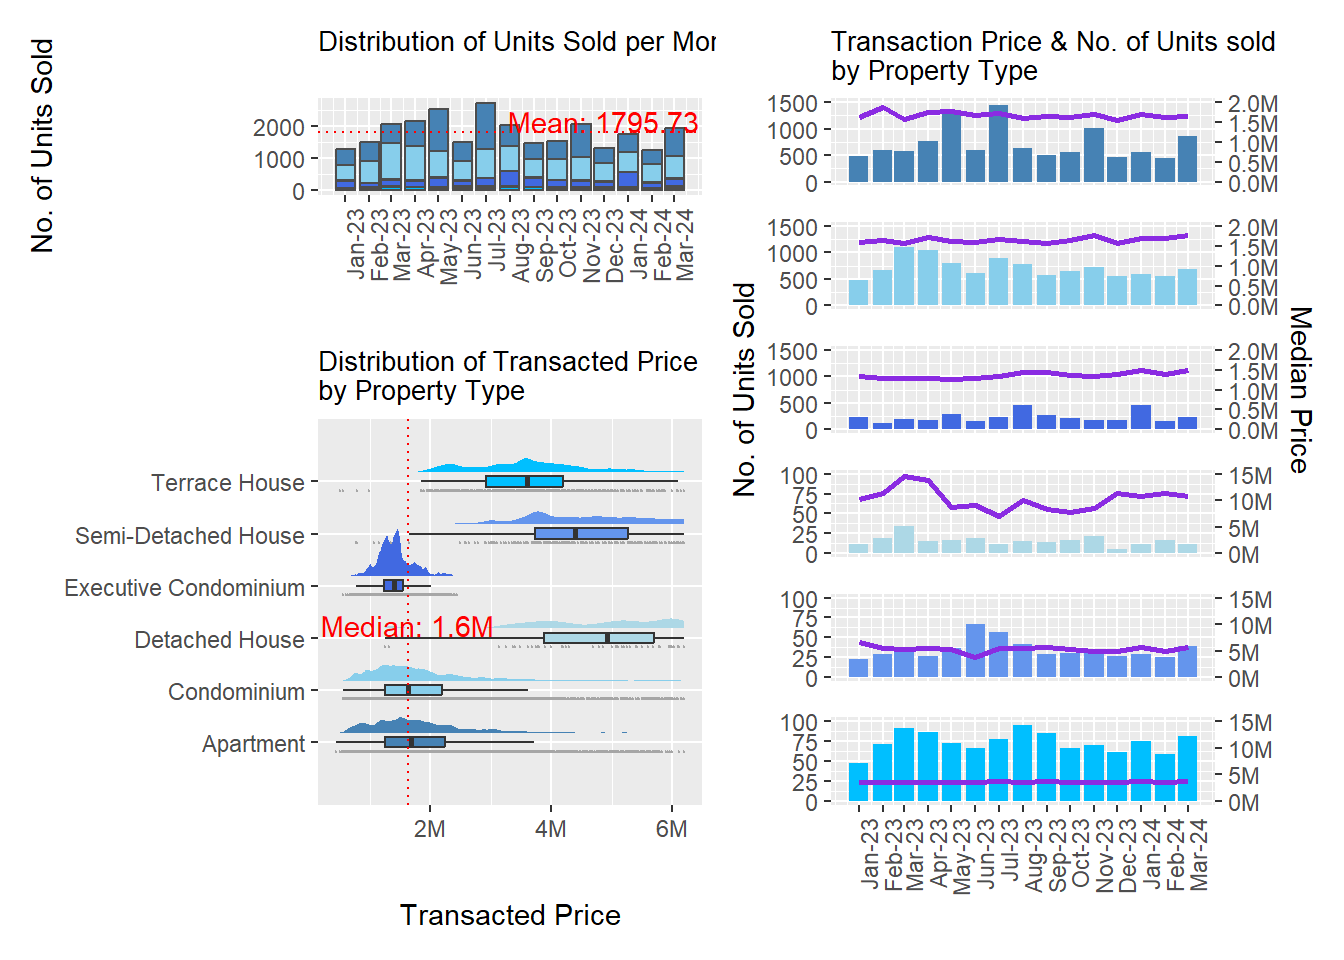 Distribution of Units Sold per Mon
No. of Units Sold
2000
1000
0
Mean: 1795.73
Jan-23
Feb-23
Mar-23
Apr-23
May-23
Jun-23
Jul-23
Aug-23
Sep-23
Oct-23
Nov-23
Dec-23
Jan-24
Feb-24
Mar-24
Distribution of Transacted Price
by Property Type
Terrace House
Semi-Detached House
Executive Condominium
Detached House
Condominium
Apartment
Median: 1.6M
2M
4M
6M
Transacted Price
Transaction Price & No. of Units sold
by Property Type
No. of Units Sold
Median Price
1500
1000
500
0
2.0M
1.5M
1.0M
0.5M
0.0M
1500
1000
500
0
2.0M
1.5M
1.0M
0.5M
0.0M
1500
1000
500
0
2.0M
1.5M
1.0M
0.5M
0.0M
100
75
50
25
0
15M
10M
5M
0M
100
75
50
25
0
15M
10M
5M
0M
100
75
50
25
0
15M
10M
5M
0M
Jan-23
Feb-23
Mar-23
Apr-23
May-23
Jun-23
Jul-23
Aug-23
Sep-23
Oct-23
Nov-23
Dec-23
Jan-24
Feb-24
Mar-24